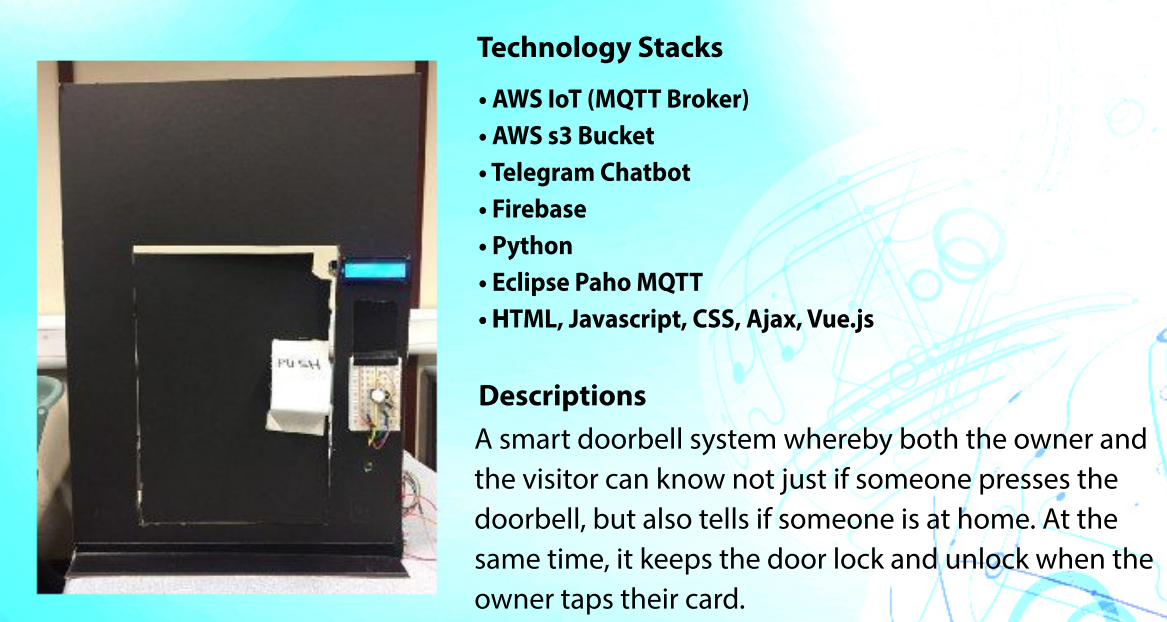 Technology Stacks
• AWS IoT (MQTT Broker)
• AWS s3 Bucket
• Telegram Chatbot
• Firebase
• Python
• Eclipse Paho MQTT
• HTML, Javascript, CSS, Ajax, Vue.js
PUSH
Descriptions
A smart doorbell system whereby both the owner and
the visitor can know not just if someone presses the
doorbell, but also tells if someone is at home. At the
same time, it keeps the door lock and unlock when the
owner taps their card.